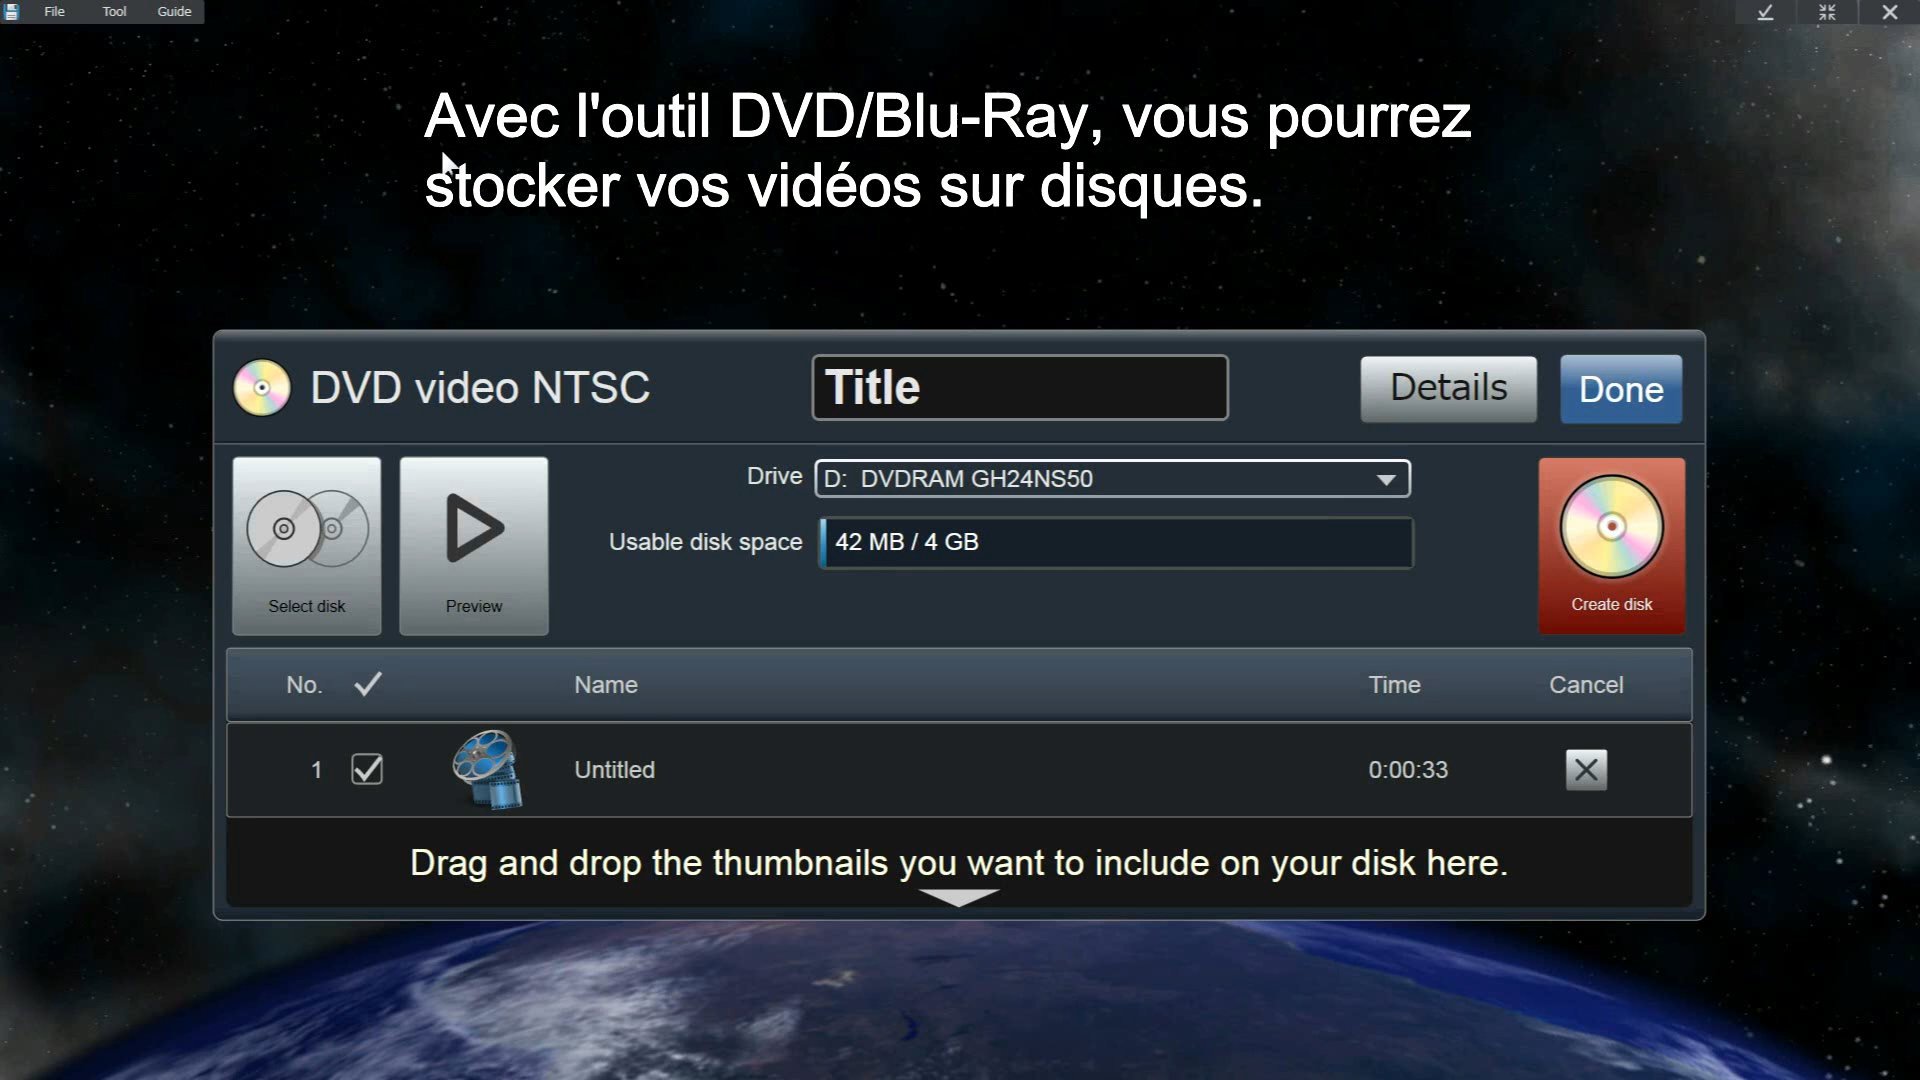 File Tool Guide
Avec l'outil DVD/Blu-Ray, vous pourrez
stocker vos vidéos sur disques.
DVD video NTSC
Title
Details
Done
Select disk
Preview
Drive D: DVDRAM GH24NS50
Usable disk space 42 MB / 4 GB
Create disk
No. Name Time Cancel
1 Untitled 0:00:33
Drag and drop the thumbnails you want to include on your disk here.